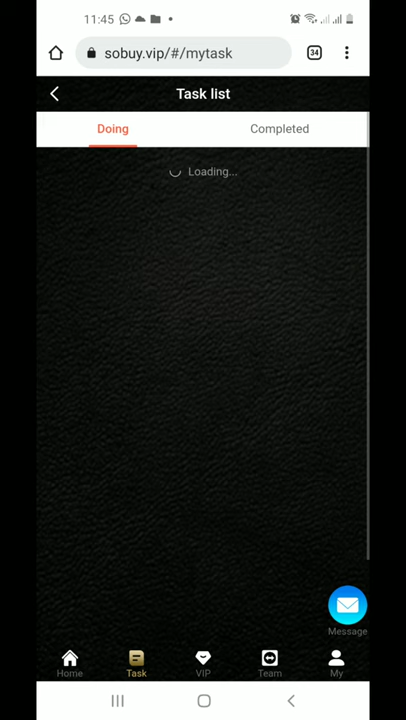 11:45
sobuy.vip/#/mytask
34
Task list
Doing
Completed
Loading...
Message
Home
Task
VIP
Team
My